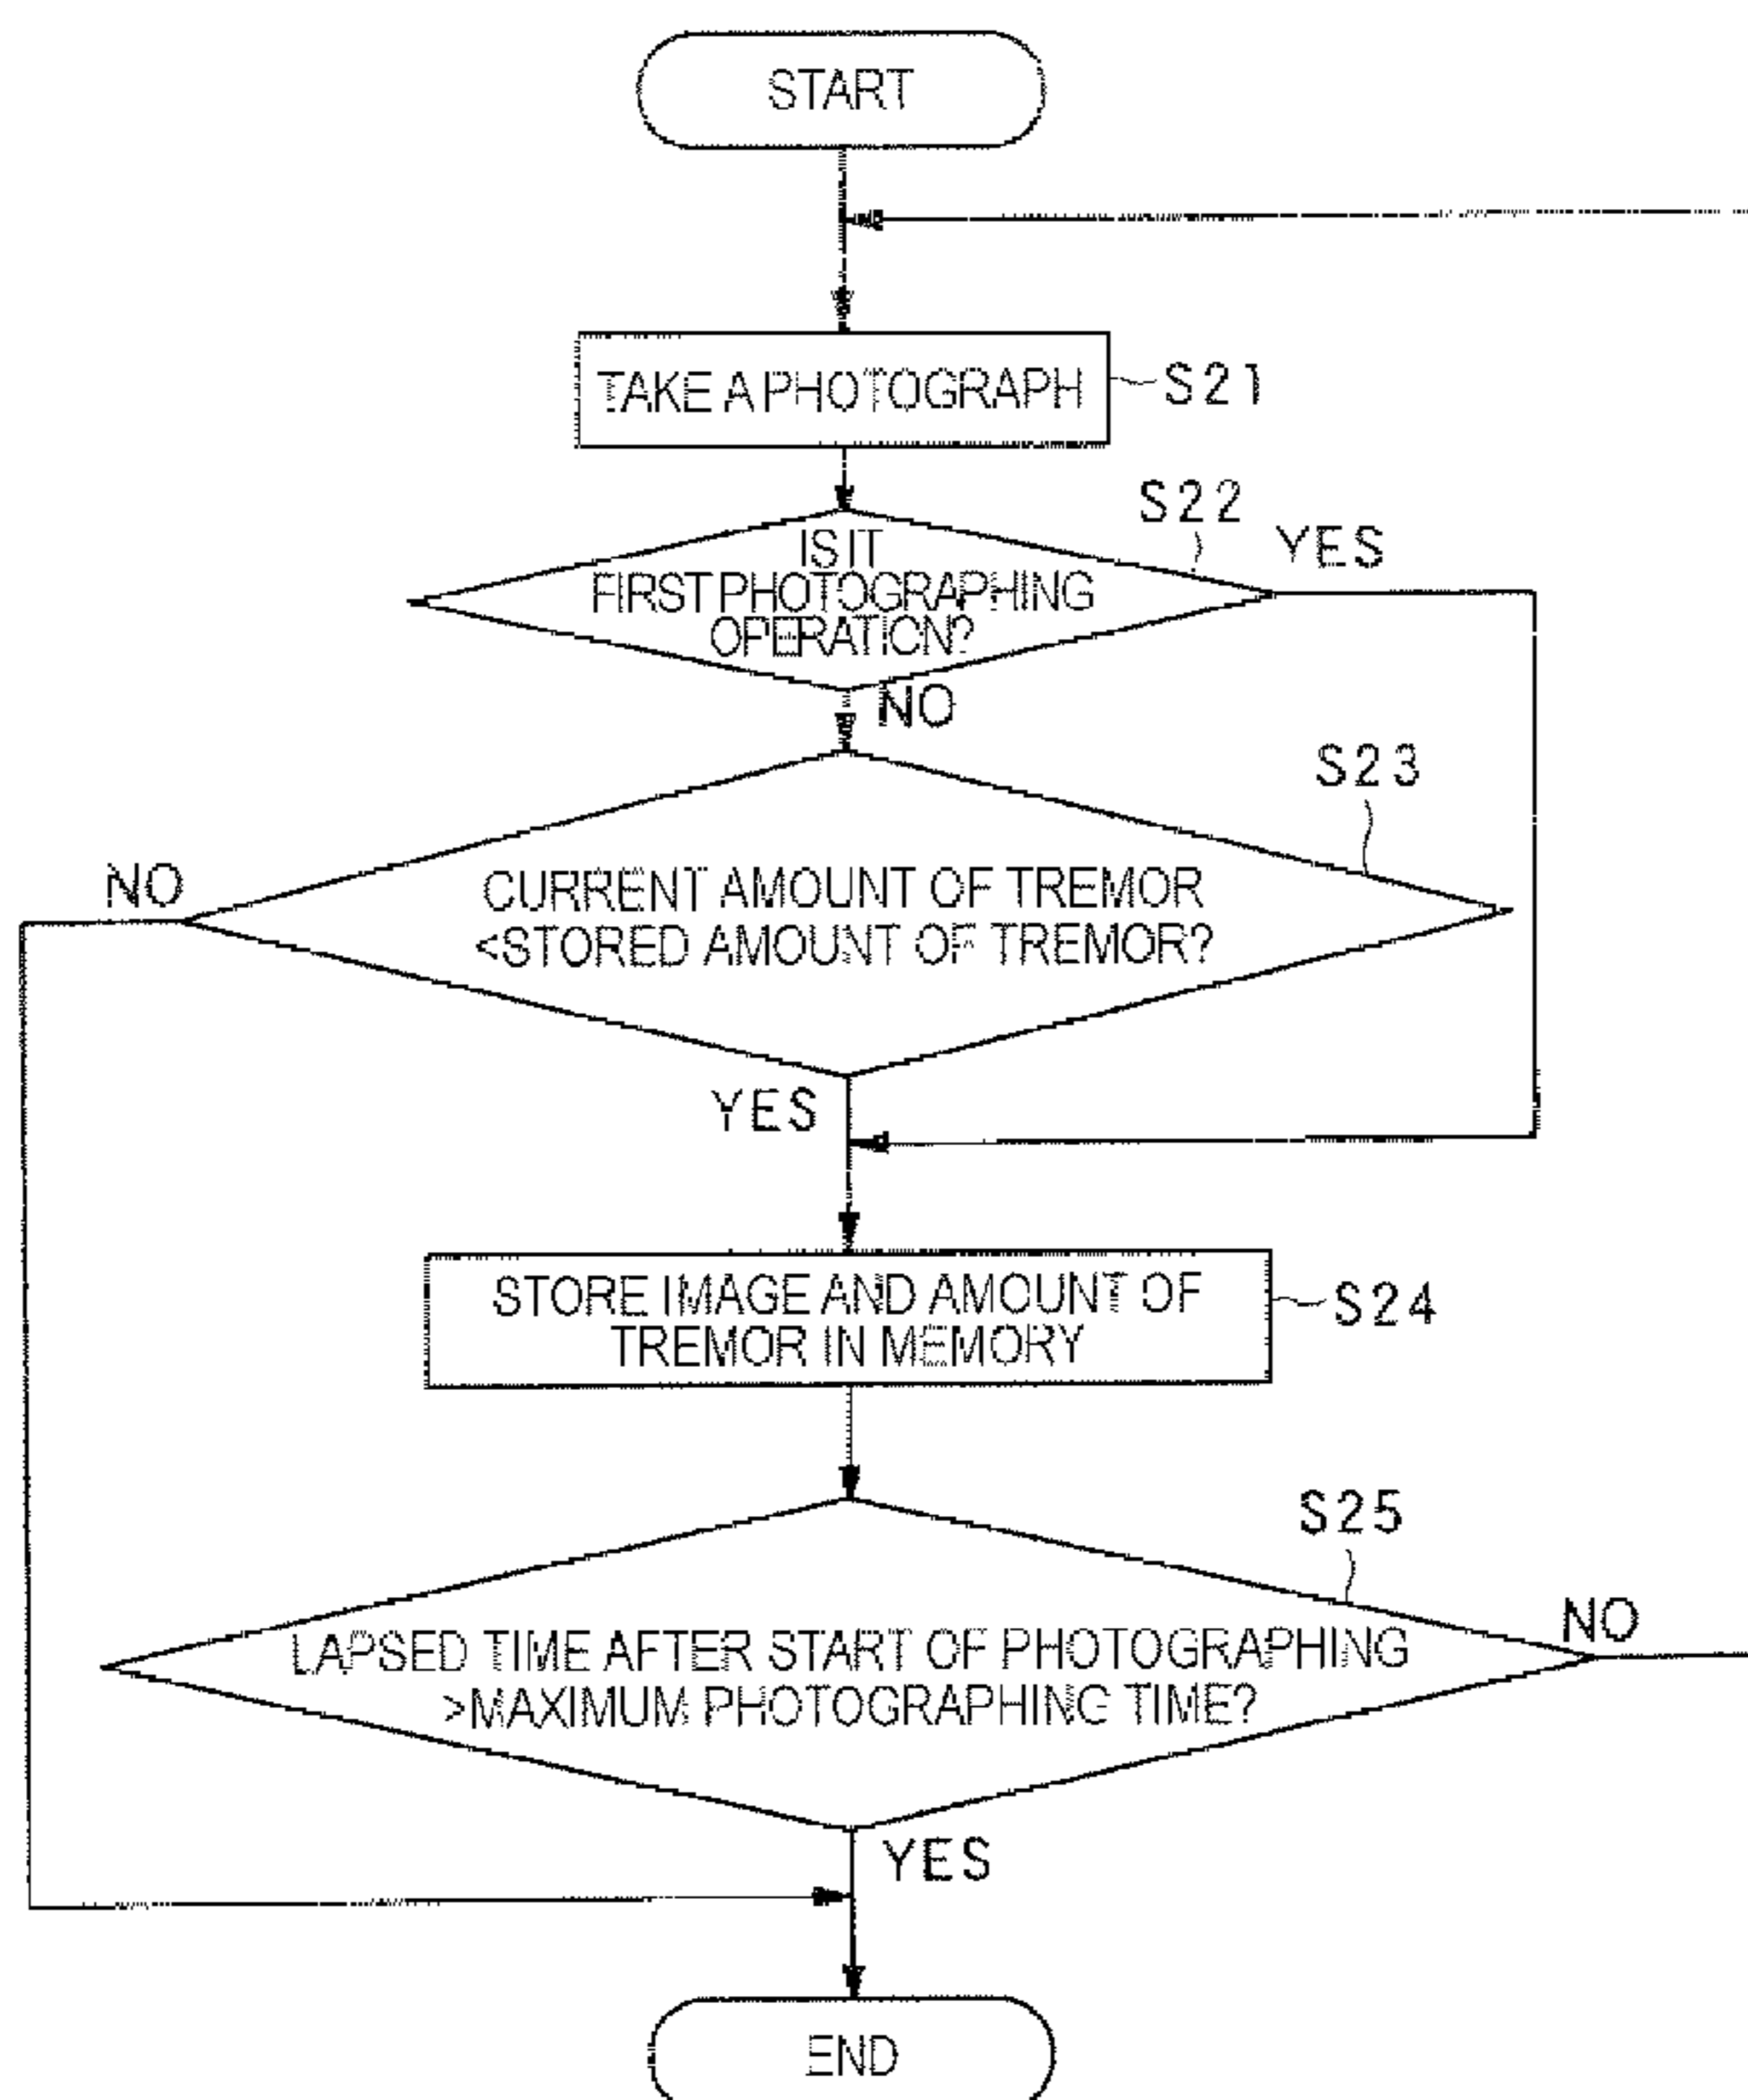 START
TAKE A PHOTOGRAPH
S21
S22
YES
IS IT
FIRST PHOTOGRAPHING
OPERATION?
NO
S23
NO
CURRENT AMOUNT OF TREMOR
<STORED AMOUNT OF TREMOR?
YES
STORE IMAGE AND AMOUNT OF
TREMOR IN MEMORY
S24
S25
NO
LAPSED TIME AFTER START OF PHOTOGRAPHING
>MAXIMUM PHOTOGRAPHING TIME?
YES
END